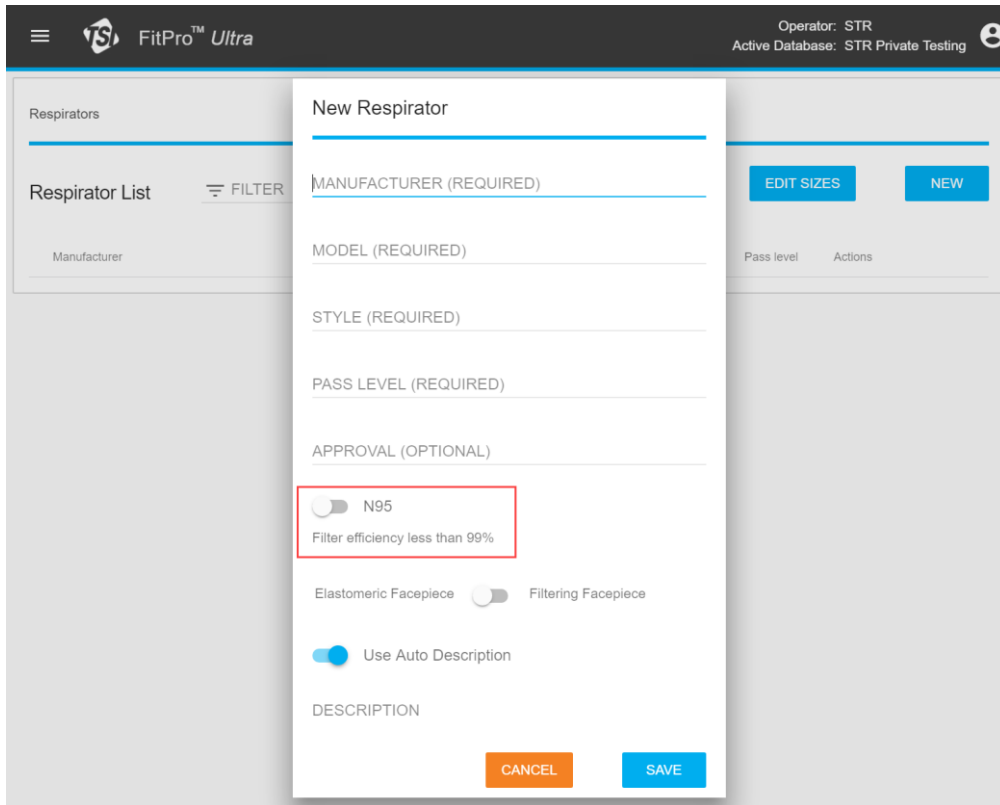 TSI FitPro™ Ultra
Operator: STR
Active Database: STR Private Testing
Respirators
Respirator List
FILTER
EDIT SIZES
NEW
Manufacturer
Pass level
Actions
New Respirator
MANUFACTURER (REQUIRED)
MODEL (REQUIRED)
STYLE (REQUIRED)
PASS LEVEL (REQUIRED)
APPROVAL (OPTIONAL)
N95
Filter efficiency less than 99%
Elastomeric Facepiece Filtering Facepiece
Use Auto Description
DESCRIPTION
CANCEL SAVE